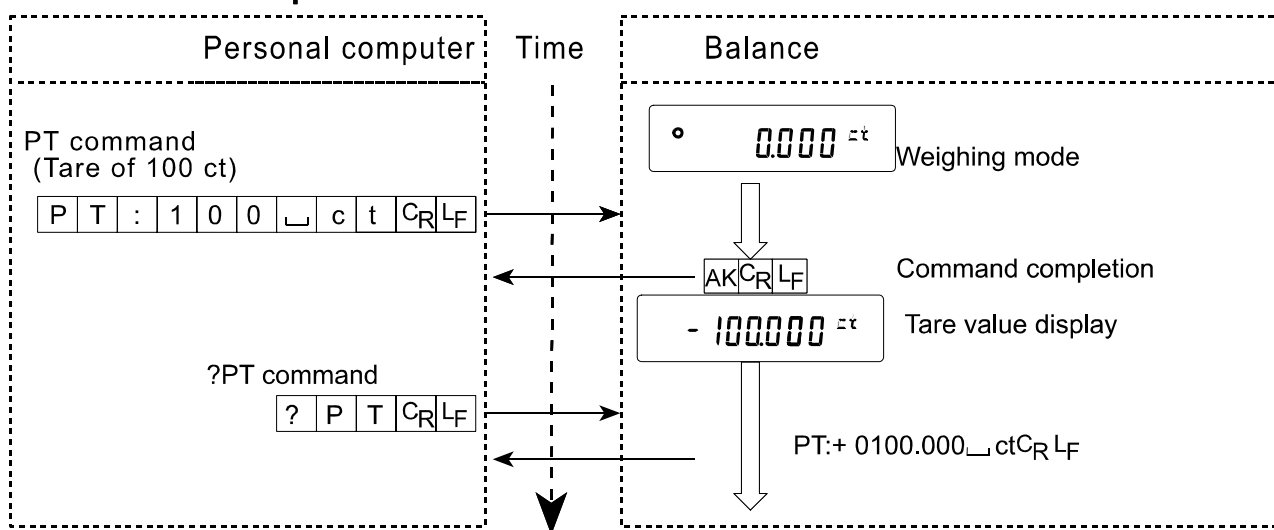 Personal computer Time Balance
PT command
(Tare of 100 ct)
0.000 ct
Weighing mode
P T : 1 0 0 ⌴ c t CR LF
AK CR LF
Command completion
- 100.000 ct
Tare value display
?PT command
? P T CR LF
PT:+ 0100.000⌴ ctCR LF